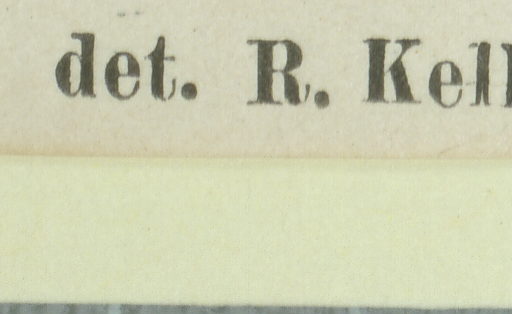 det. R. Kell